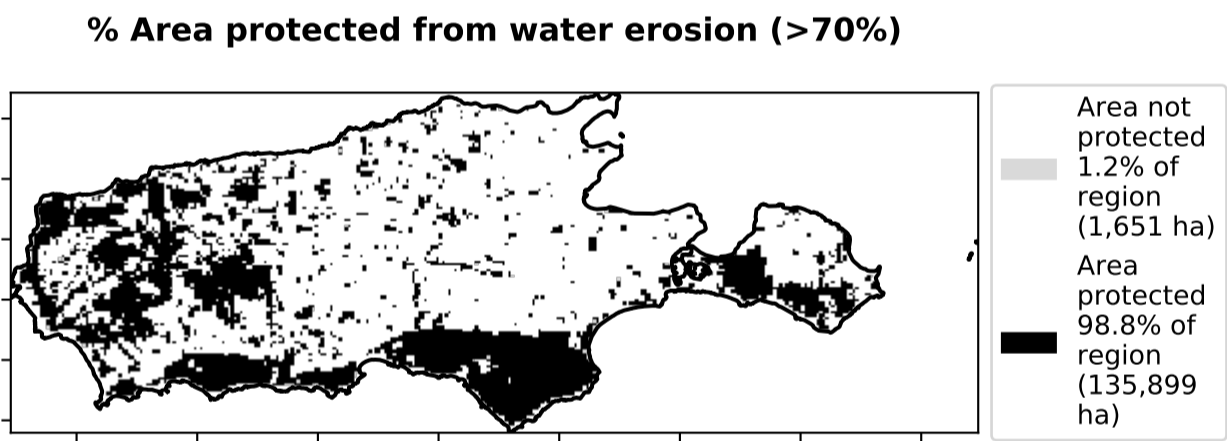 % Area protected from water erosion (>70%)
Area not
protected
1.2% of
region
(1,651 ha)
Area
protected
98.8% of
region
(135,899
ha)